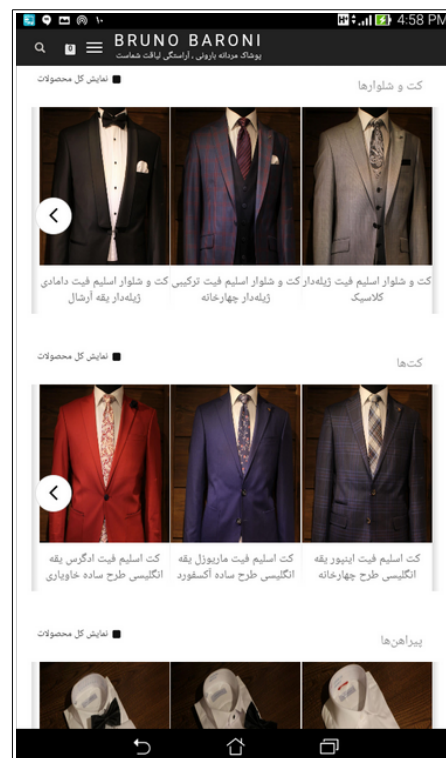 ۱۰
4:58 PM
BRUNO BARONI
پوشاک مردانه بارونی ، آراستگی لیاقت شماست
0
کت و شلوارها
نمایش کل محصولات
کت و شلوار اسلیم فیت ژیله‌دار
کلاسیک
کت و شلوار اسلیم فیت ترکیبی
ژیله‌دار چهارخانه
کت و شلوار اسلیم فیت دامادی
ژیله‌دار یقه آرشال
کت‌ها
نمایش کل محصولات
کت اسلیم فیت اینیور یقه
انگلیسی طرح چهارخانه
کت اسلیم فیت ماریوزل یقه
انگلیسی طرح ساده آکسفورد
کت اسلیم فیت ادگرس یقه
انگلیسی طرح ساده خاویاری
پیراهن‌ها
نمایش کل محصولات